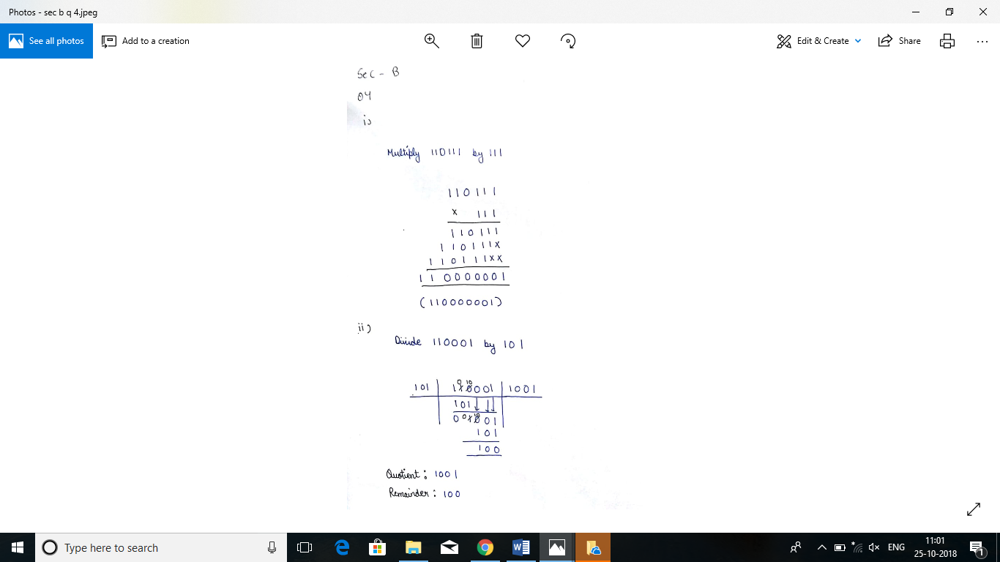 Photos - sec b q 4.jpeg
See all photos
Add to a creation
Edit & Create
Share
Sec - B
04
i)
Multiply 110111 by 111
110111
x 111
110111
110111x
110111xx
110000001
(110000001)
ii)
Divide 110001 by 101
101 110001 1001
101
001001
101
100
Quotient : 1001
Remainder : 100
Type here to search
ENG
11:01
25-10-2018
1